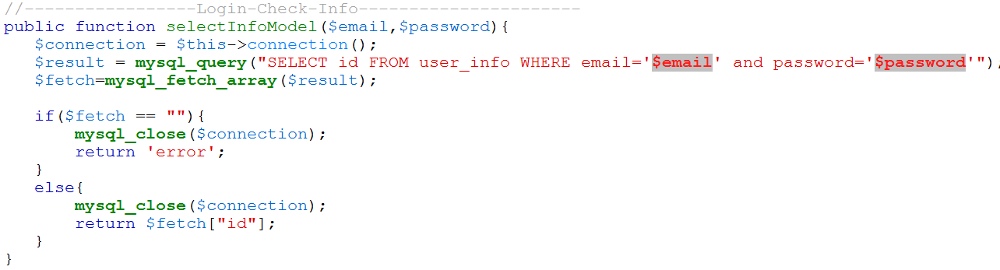 //-----------------Login-Check-Info----------------------
public function selectInfoModel($email,$password){
$connection = $this->connection();
$result = mysql_query("SELECT id FROM user_info WHERE email='$email' and password='$password'");
$fetch=mysql_fetch_array($result);
if($fetch == ""){
mysql_close($connection);
return 'error';
}
else{
mysql_close($connection);
return $fetch["id"];
}
}